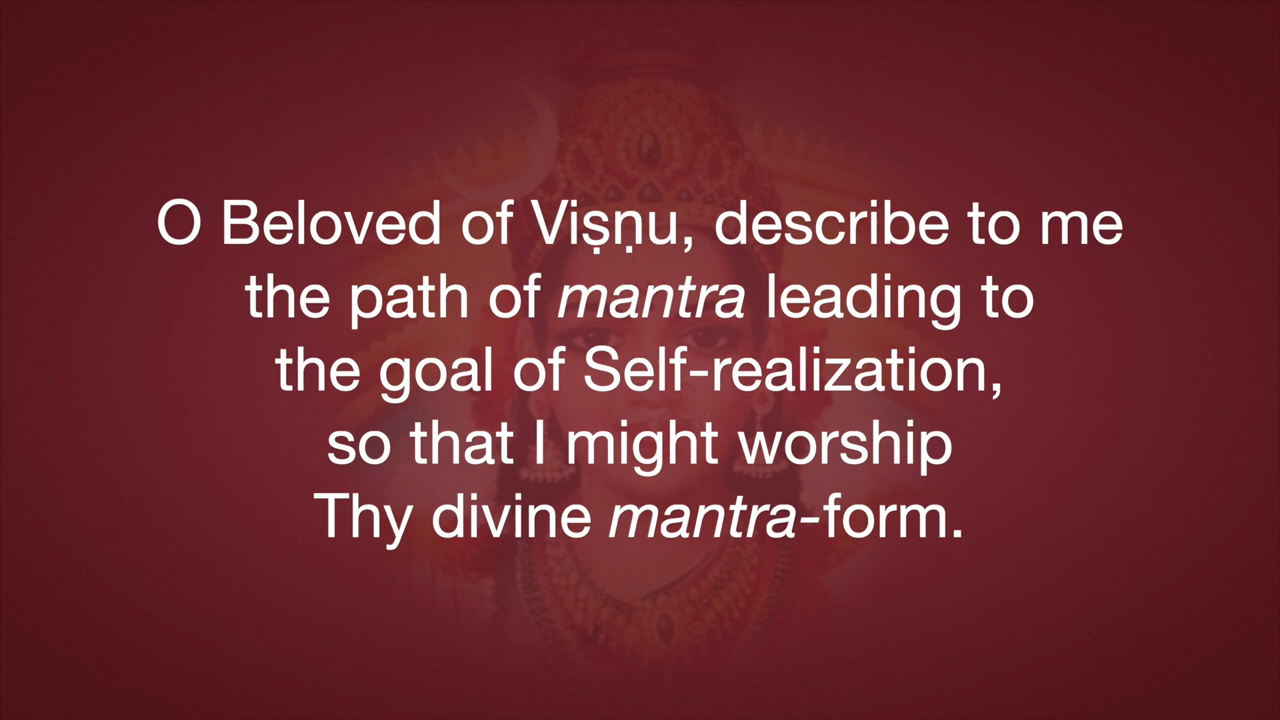 O Beloved of Viṣṇu, describe to me
the path of mantra leading to
the goal of Self-realization,
so that I might worship
Thy divine mantra-form.